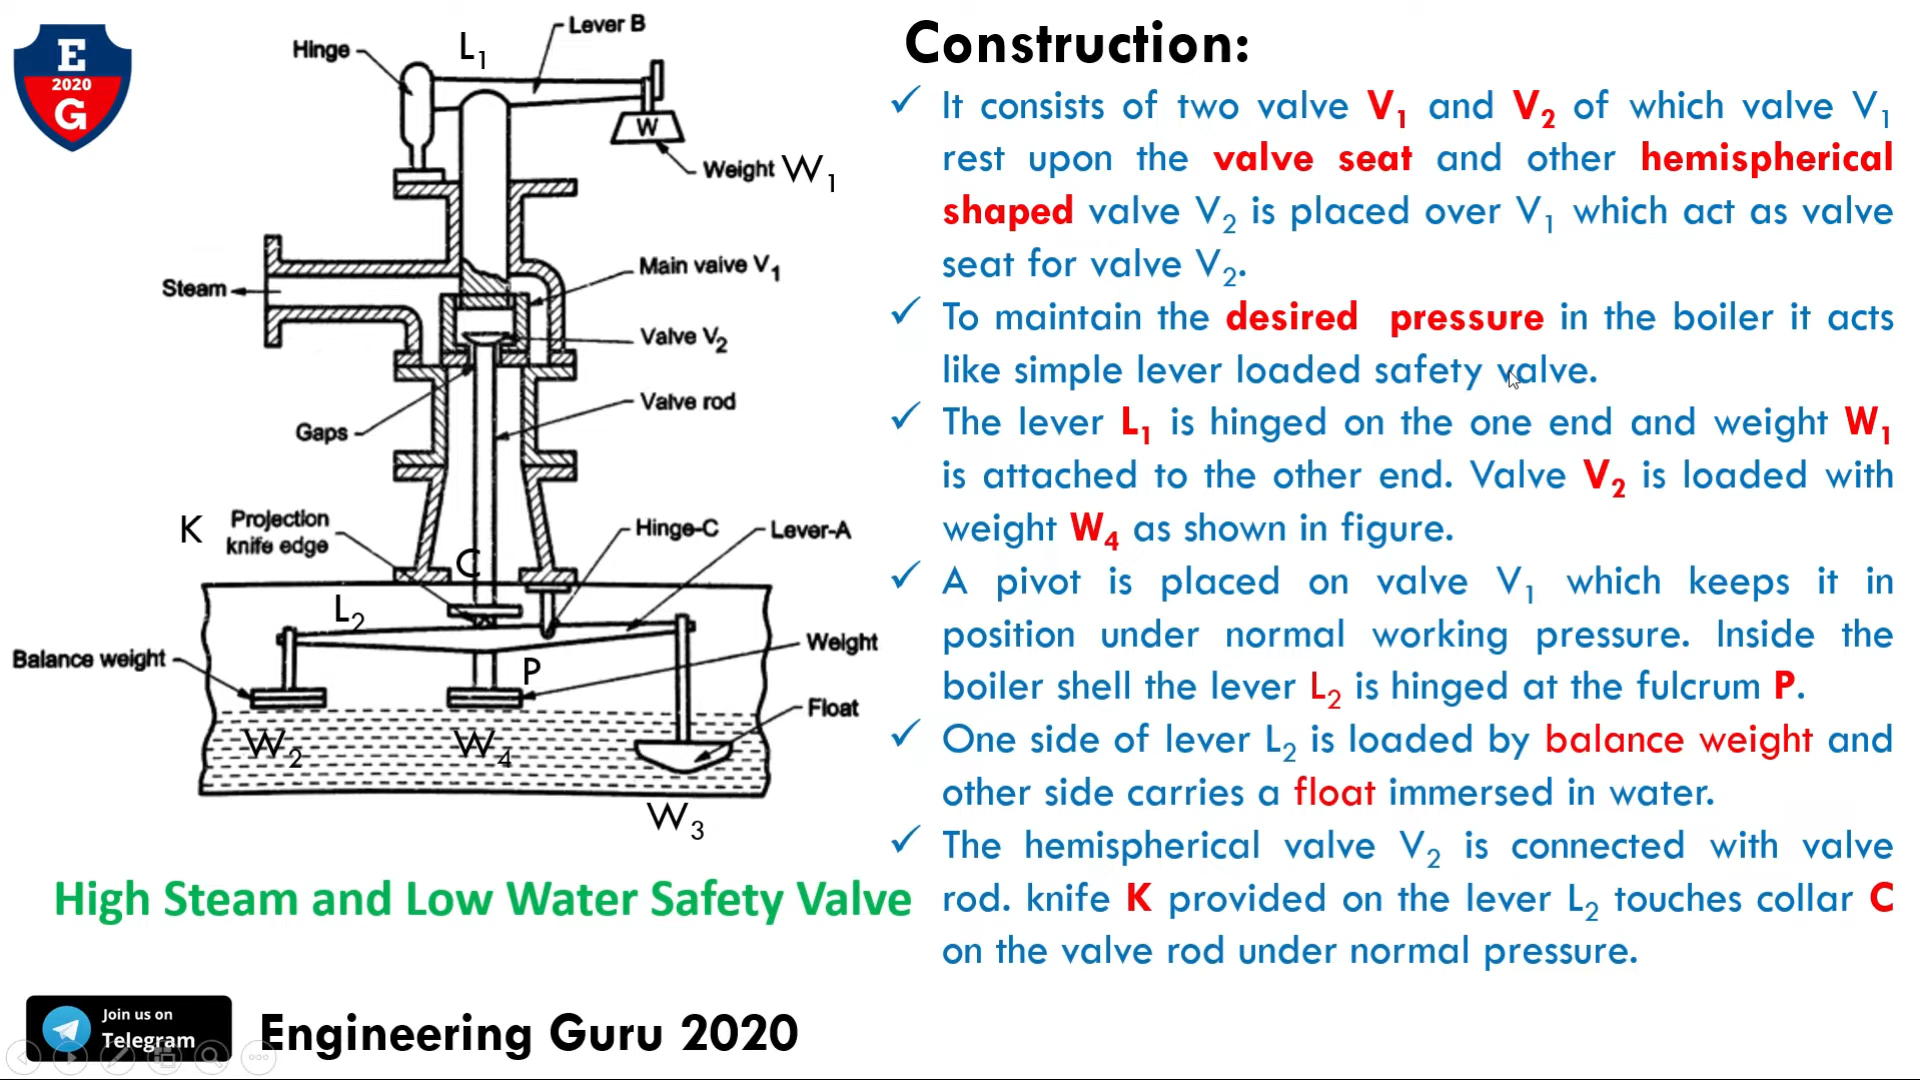 E
2020
G
Hinge
L1
Lever B
W
Weight W1
Steam
Main vaive V1
Valve V2
Valve rod
Gaps
K
Projection
knife edge
C
Hinge-C
Lever-A
L2
Balance weight
P
Weight
Float
W2
W4
W3
High Steam and Low Water Safety Valve
Join us on
Telegram
Engineering Guru 2020
Construction:
✓ It consists of two valve V1 and V2 of which valve V1
rest upon the valve seat and other hemispherical
shaped valve V2 is placed over V1 which act as valve
seat for valve V2.
✓ To maintain the desired pressure in the boiler it acts
like simple lever loaded safety valve.
✓ The lever L1 is hinged on the one end and weight W1
is attached to the other end. Valve V2 is loaded with
weight W4 as shown in figure.
✓ A pivot is placed on valve V1 which keeps it in
position under normal working pressure. Inside the
boiler shell the lever L2 is hinged at the fulcrum P.
✓ One side of lever L2 is loaded by balance weight and
other side carries a float immersed in water.
✓ The hemispherical valve V2 is connected with valve
rod. knife K provided on the lever L2 touches collar C
on the valve rod under normal pressure.